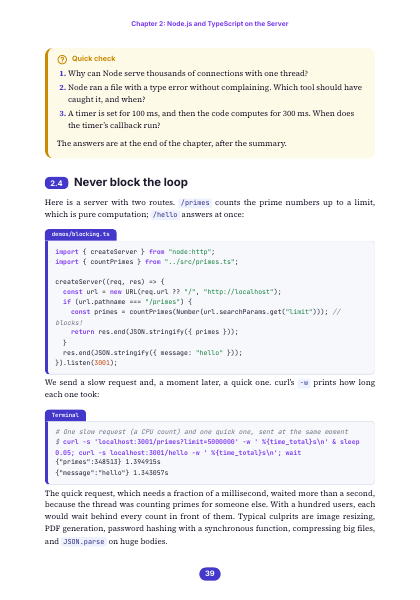 Chapter 2: Node.js and TypeScript on the Server
Quick check
1. Why can Node serve thousands of connections with one thread?
2. Node ran a file with a type error without complaining. Which tool should have
caught it, and when?
3. A timer is set for 100 ms, and then the code computes for 300 ms. When does
the timer's callback run?
The answers are at the end of the chapter, after the summary.
2.4 Never block the loop
Here is a server with two routes. /primes counts the prime numbers up to a limit,
which is pure computation; /hello answers at once:
demos/blocking.ts
import { createServer } from "node:http";
import { countPrimes } from "../src/primes.ts";
createServer((req, res) => {
const url = new URL(req.url ?? "/", "http://localhost");
if (url.pathname === "/primes") {
const primes = countPrimes(Number(url.searchParams.get("limit"))); //
blocks!
return res.end(JSON.stringify({ primes }));
}
res.end(JSON.stringify({ message: "hello" }));
}).listen(3001);
We send a slow request and, a moment later, a quick one. curl's -w prints how long
each one took:
Terminal
# One slow request (a CPU count) and one quick one, sent at the same moment
$ curl -s 'localhost:3001/primes?limit=5000000' -w ' %{time_total}s\n' & sleep
0.05; curl -s localhost:3001/hello -w ' %{time_total}s\n'; wait
{"primes":348513} 1.394915s
{"message":"hello"} 1.343057s
The quick request, which needs a fraction of a millisecond, waited more than a second,
because the thread was counting primes for someone else. With a hundred users, each
would wait behind every count in front of them. Typical culprits are image resizing,
PDF generation, password hashing with a synchronous function, compressing big files,
and JSON.parse on huge bodies.
39